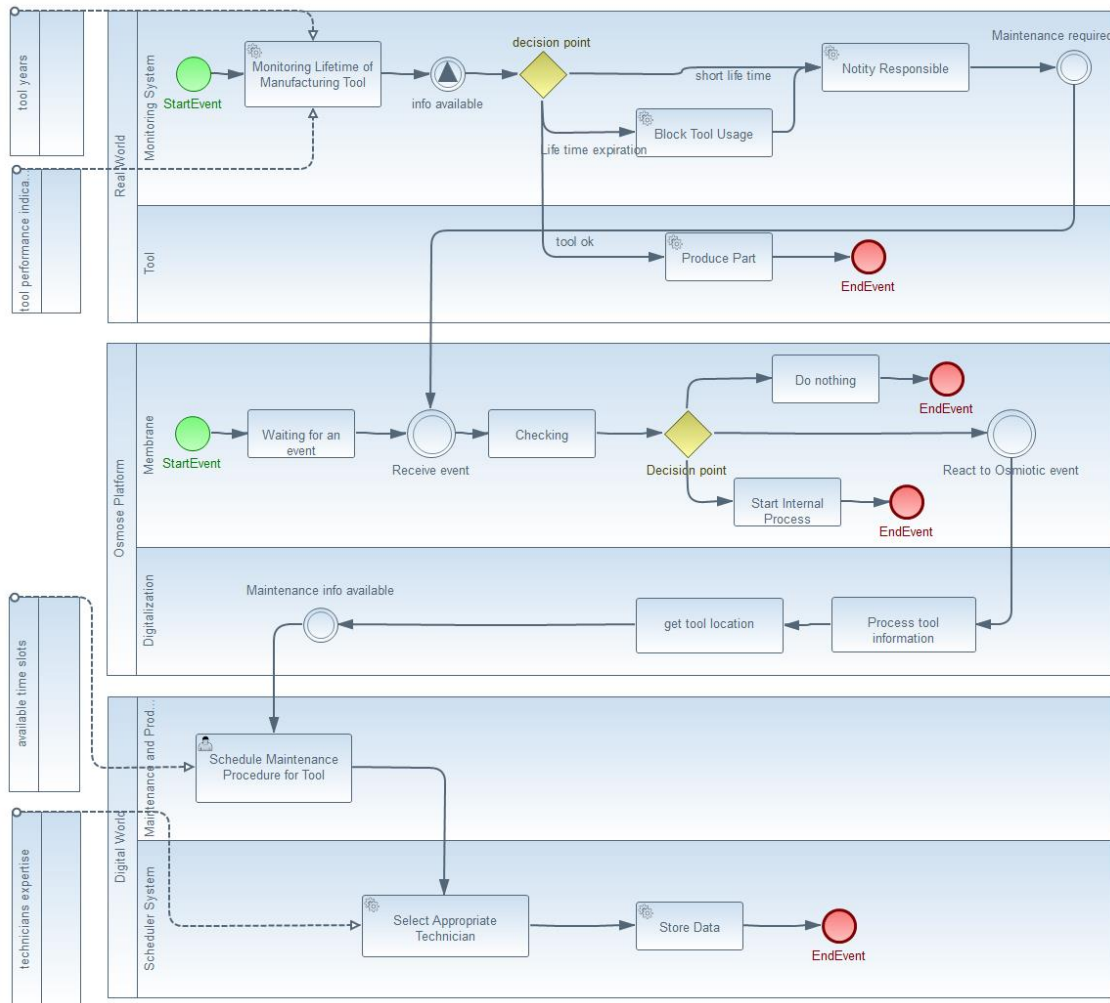 tool years
tool performance indica...
Real World
Monitoring System
StartEvent
Monitoring Lifetime of
Manufacturing Tool
info available
decision point
short life time
Life time expiration
Block Tool Usage
Notity Responsible
Maintenance required
Tool
tool ok
Produce Part
EndEvent
Osmose Platform
Membrane
StartEvent
Waiting for an
event
Receive event
Checking
Decision point
Do nothing
EndEvent
React to Osmiotic event
Start Internal
Process
EndEvent
Digitalization
Maintenance info available
get tool location
Process tool
information
available time slots
technicians expertise
Digital World
Maintenance and Prod...
Schedule Maintenance
Procedure for Tool
Scheduler System
Select Appropriate
Technician
Store Data
EndEvent